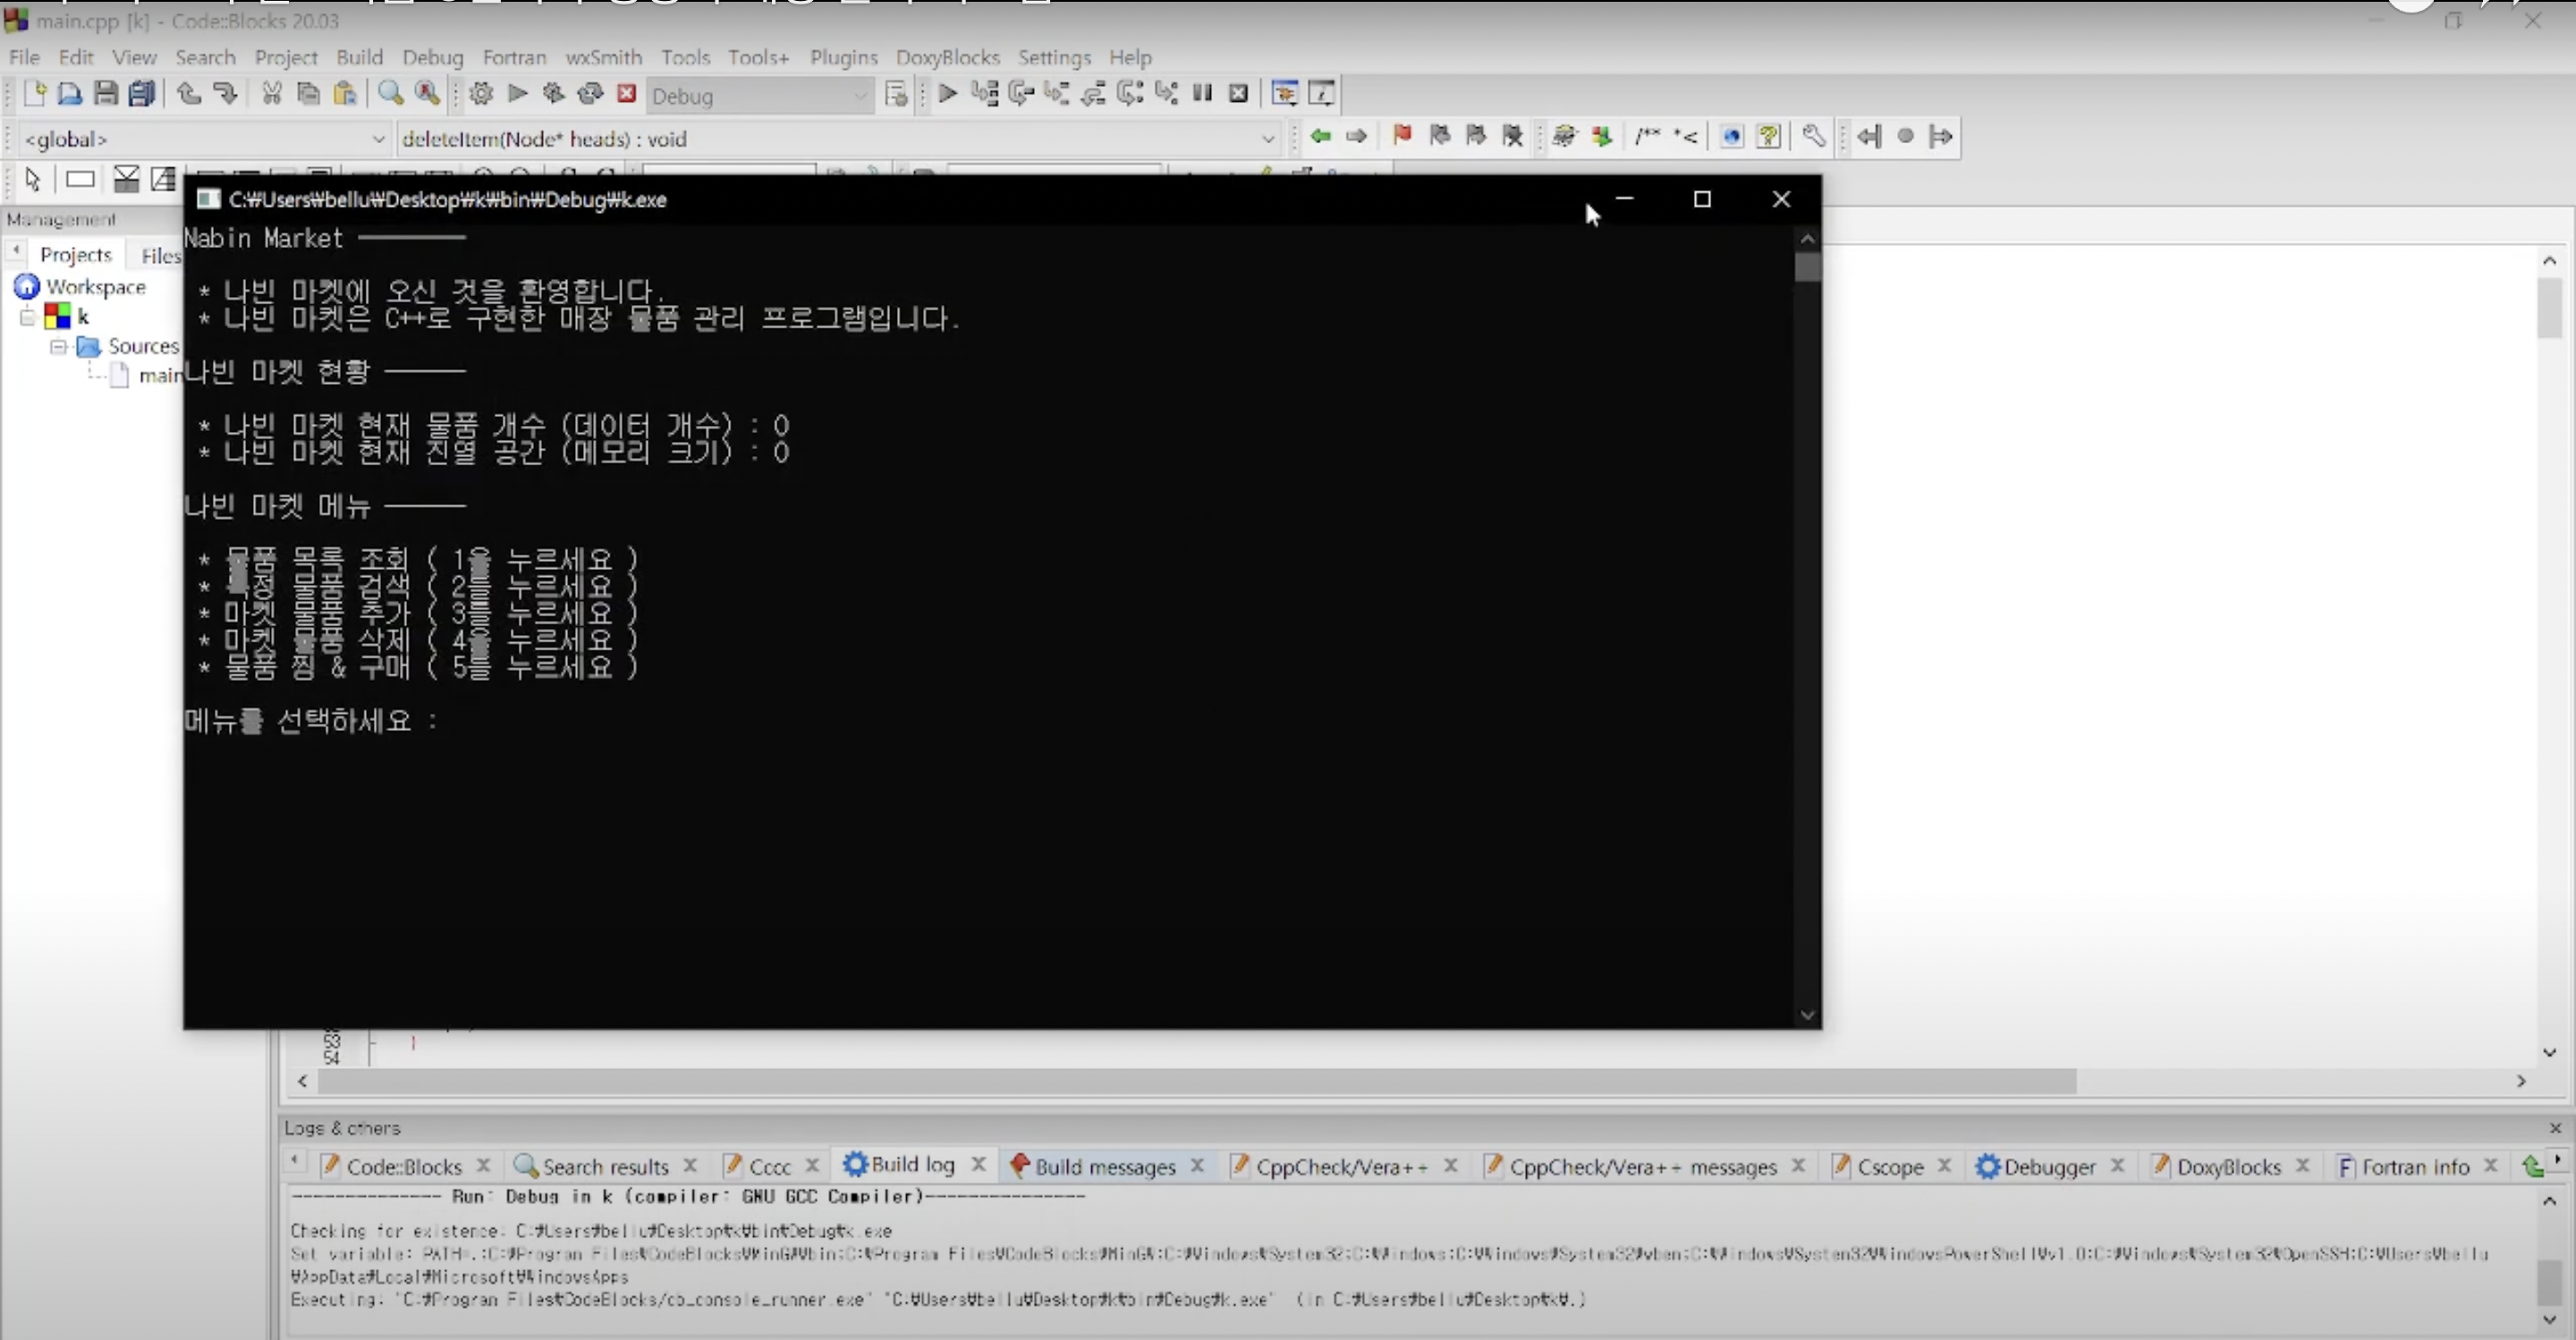 main.cpp [k] - Code::Blocks 20.03
File Edit View Search Project Build Debug Fortran wxSmith Tools Tools+ Plugins DoxyBlocks Settings Help
Debug
<global> deleteItem(Node* heads) : void
/** *<
C:₩Users₩bellu₩Desktop₩k₩bin₩Debug₩k.exe
Management
Projects Files
Workspace
k
Sources
main
Nabin Market ────
* 나빈 마켓에 오신 것을 환영합니다.
* 나빈 마켓은 C++로 구현한 매장 물품 관리 프로그램입니다.
나빈 마켓 현황 ───
* 나빈 마켓 현재 물품 개수 (데이터 개수) : 0
* 나빈 마켓 현재 진열 공간 (메모리 크기) : 0
나빈 마켓 메뉴 ───
* 물품 목록 조회 ( 1을 누르세요 )
* 특정 물품 검색 ( 2를 누르세요 )
* 마켓 물품 추가 ( 3를 누르세요 )
* 마켓 물품 삭제 ( 4을 누르세요 )
* 물품 찜 & 구매 ( 5를 누르세요 )
메뉴를 선택하세요 :
53
54
Logs & others
Code::Blocks Search results Cccc Build log Build messages CppCheck/Vera++ CppCheck/Vera++ messages Cscope Debugger DoxyBlocks Fortran info
-------------- Run: Debug in k (compiler: GNU GCC Compiler)---------------
Checking for existence: C:₩Users₩bellu₩Desktop₩k₩bin₩Debug₩k.exe
Set variable: PATH=.;C:₩Program Files₩CodeBlocks₩MinGW₩bin;C:₩Program Files₩CodeBlocks₩MinGW;C:₩Windows₩System32;C:₩Windows;C:₩Windows₩System32₩wbem;C:₩Windows₩System32₩WindowsPowerShell₩v1.0;C:₩Windows₩System32₩OpenSSH;C:₩Users₩bellu
₩AppData₩Local₩Microsoft₩WindowsApps
Executing: "C:₩Program Files₩CodeBlocks/cb_console_runner.exe" "C:₩Users₩bellu₩Desktop₩k₩bin₩Debug₩k.exe" (in C:₩Users₩bellu₩Desktop₩k₩.)